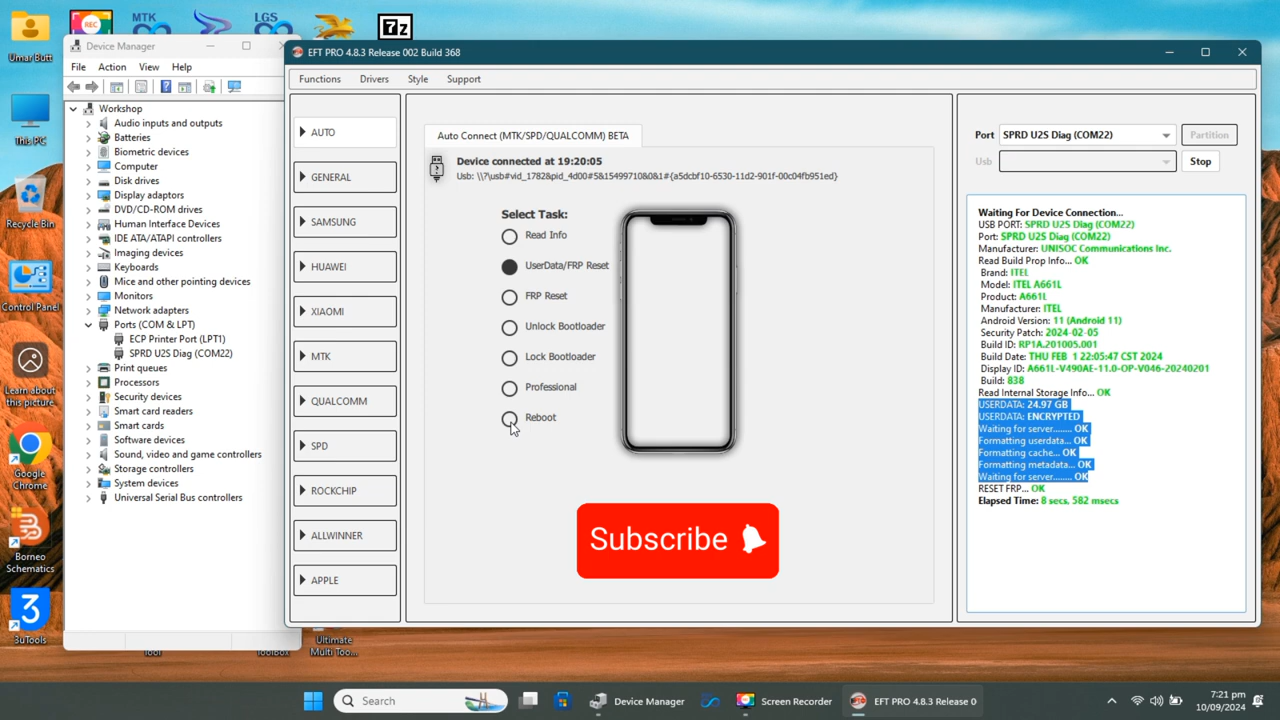 REC
MTK
LGS
7z
Umar Butt
This PC
Recycle Bin
Control Panel
Learn about
this picture
Google
Chrome
Borneo
Schematics
3
3uTools
Tool
Ultimate
Multi Too...
ToolBox
Device Manager
File Action View Help
Workshop
Audio inputs and outputs
Batteries
Biometric devices
Computer
Disk drives
Display adaptors
DVD/CD-ROM drives
Human Interface Devices
IDE ATA/ATAPI controllers
Imaging devices
Keyboards
Mice and other pointing devices
Monitors
Network adapters
Ports (COM & LPT)
ECP Printer Port (LPT1)
SPRD U2S Diag (COM22)
Print queues
Processors
Security devices
Smart card readers
Smart cards
Software devices
Sound, video and game controllers
Storage controllers
System devices
Universal Serial Bus controllers
EFT PRO 4.8.3 Release 002 Build 368
Functions Drivers Style Support
AUTO
GENERAL
SAMSUNG
HUAWEI
XIAOMI
MTK
QUALCOMM
SPD
ROCKCHIP
ALLWINNER
APPLE
Auto Connect (MTK/SPD/QUALCOMM) BETA
Device connected at 19:20:05
Usb: \\?\usb#vid_1782&pid_4d00#5&15499710&0&1#{a5dcbf10-6530-11d2-901f-00c04fb951ed}
Select Task:
Read Info
UserData/FRP Reset
FRP Reset
Unlock Bootloader
Lock Bootloader
Professional
Reboot
Subscribe
Port SPRD U2S Diag (COM22) Partition
Usb Stop
Waiting For Device Connection...
USB PORT: SPRD U2S Diag (COM22)
Port: SPRD U2S Diag (COM22)
Manufacturer: UNISOC Communications Inc.
Read Build Prop Info... OK
Brand: ITEL
Model: ITEL A661L
Product: A661L
Manufacturer: ITEL
Android Version: 11 (Android 11)
Security Patch: 2024-02-05
Build ID: RP1A.201005.001
Build Date: THU FEB 1 22:05:47 CST 2024
Display ID: A661L-V490AE-11.0-OP-V046-20240201
Build: 838
Read Internal Storage Info... OK
USERDATA: 24.97 GB
USERDATA: ENCRYPTED
Waiting for server........ OK
Formatting userdata... OK
Formatting cache... OK
Formatting metadata... OK
Waiting for server........ OK
RESET FRP... OK
Elapsed Time: 8 secs, 582 msecs
Search
Device Manager
Screen Recorder
EFT PRO 4.8.3 Release 0
7:21 pm
10/09/2024